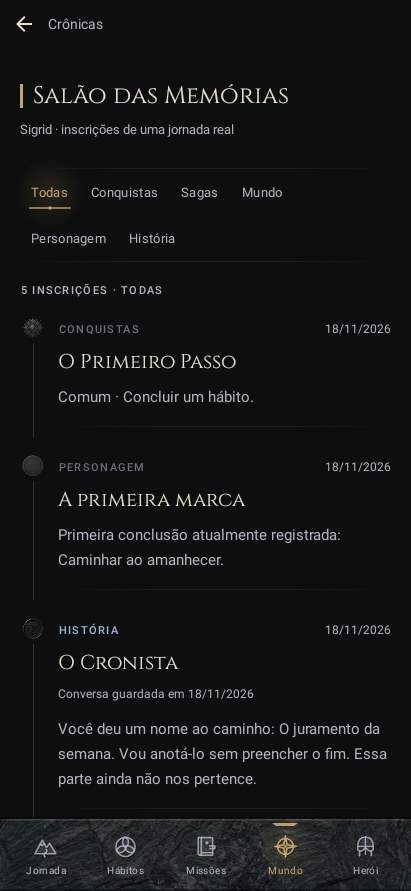 Crônicas
Salão das Memórias
Sigrid · inscrições de uma jornada real
Todas Conquistas Sagas Mundo
Personagem História
5 INSCRIÇÕES · TODAS
CONQUISTAS 18/11/2026
O Primeiro Passo
Comum · Concluir um hábito.
PERSONAGEM 18/11/2026
A primeira marca
Primeira conclusão atualmente registrada:
Caminhar ao amanhecer.
HISTÓRIA 18/11/2026
O Cronista
Conversa guardada em 18/11/2026
Você deu um nome ao caminho: O juramento da
semana. Vou anotá-lo sem preencher o fim. Essa
parte ainda não nos pertence.
Jornada Hábitos Missões Mundo Herói